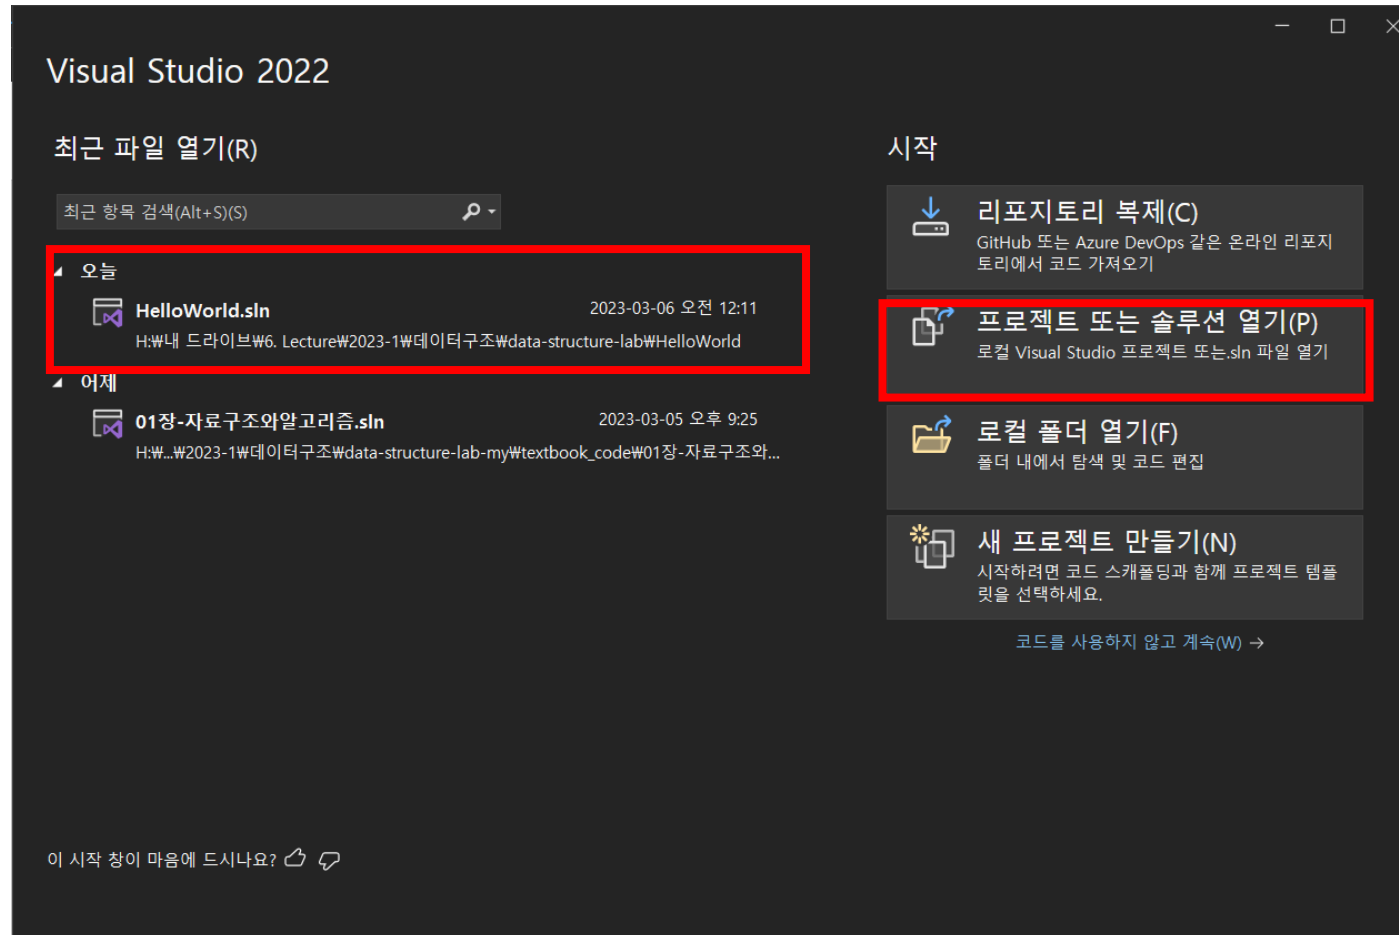 Visual Studio 2022
최근 파일 열기(R)
최근 항목 검색(Alt+S)(S)
오늘
HelloWorld.sln 2023-03-06 오전 12:11
H:₩내 드라이브₩6. Lecture₩2023-1₩데이터구조₩data-structure-lab₩HelloWorld
어제
01장-자료구조와알고리즘.sln 2023-03-05 오후 9:25
H:₩...₩2023-1₩데이터구조₩data-structure-lab-my₩textbook_code₩01장-자료구조와...
시작
리포지토리 복제(C)
GitHub 또는 Azure DevOps 같은 온라인 리포지
토리에서 코드 가져오기
프로젝트 또는 솔루션 열기(P)
로컬 Visual Studio 프로젝트 또는.sln 파일 열기
로컬 폴더 열기(F)
폴더 내에서 탐색 및 코드 편집
새 프로젝트 만들기(N)
시작하려면 코드 스캐폴딩과 함께 프로젝트 템플
릿을 선택하세요.
코드를 사용하지 않고 계속(W) →
이 시작 창이 마음에 드시나요?